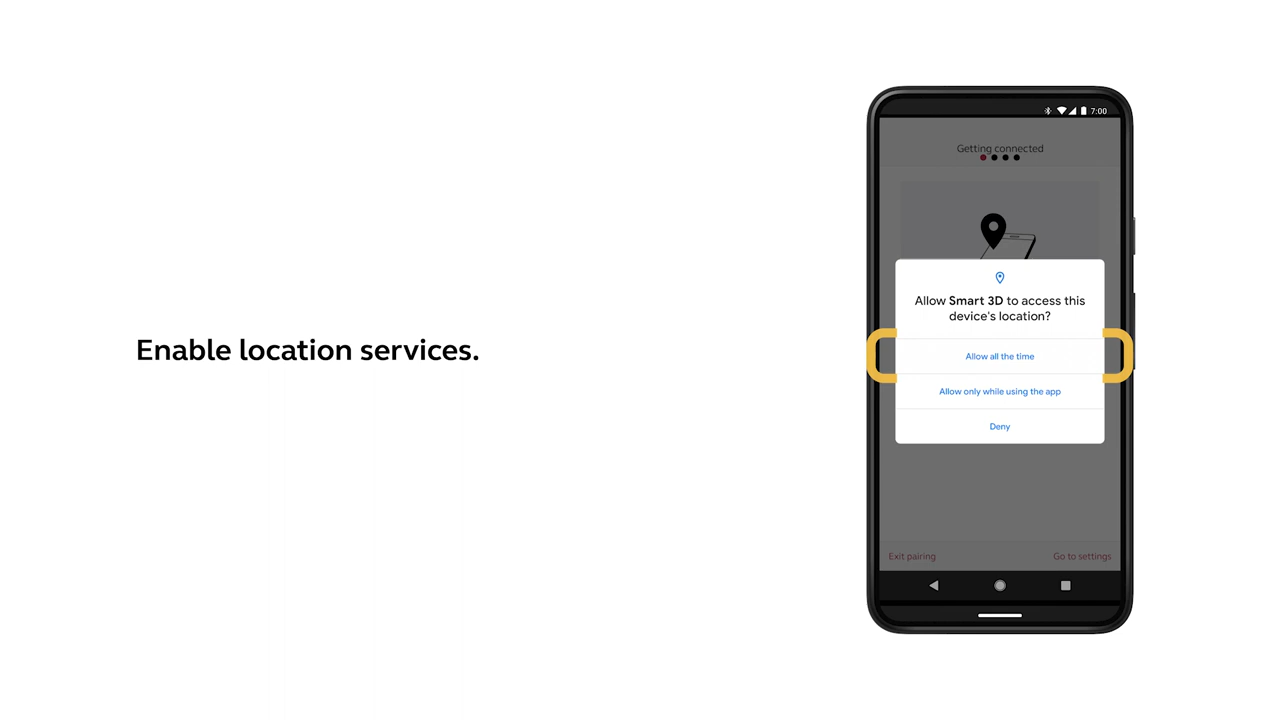 Enable location services.
7:00
Getting connected
Allow Smart 3D to access this
device's location?
Allow all the time
Allow only while using the app
Deny
Exit pairing
Go to settings